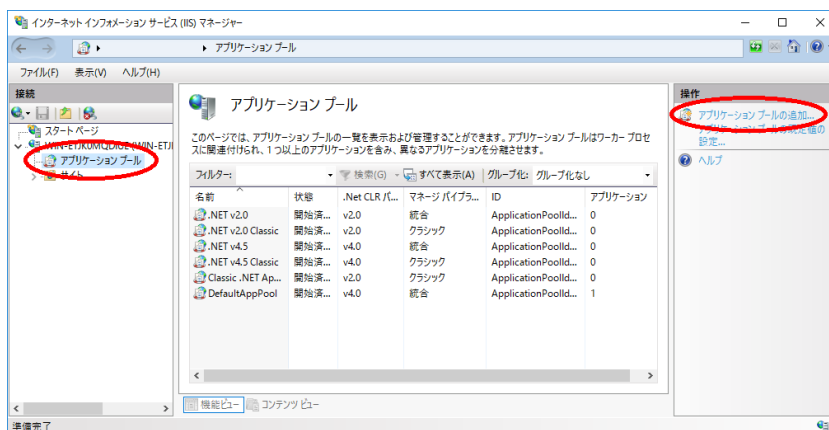 インターネット インフォメーション サービス (IIS) マネージャー
アプリケーション プール
ファイル(F) 表示(V) ヘルプ(H)
接続
スタート ページ
アプリケーション プール
サイト
アプリケーション プール
このページでは、アプリケーション プールの一覧を表示および管理することができます。アプリケーション プールはワーカー プロセ
スに関連付けられ、1 つ以上のアプリケーションを含み、異なるアプリケーションを分離させます。
フィルター: 検索(G) すべて表示(A) グループ化: グループ化なし
名前 状態 .Net CLR バ... マネージ パイプラ... ID アプリケーション
.NET v2.0 開始済... v2.0 統合 ApplicationPoolId... 0
.NET v2.0 Classic 開始済... v2.0 クラシック ApplicationPoolId... 0
.NET v4.5 開始済... v4.0 統合 ApplicationPoolId... 0
.NET v4.5 Classic 開始済... v4.0 クラシック ApplicationPoolId... 0
Classic .NET Ap... 開始済... v2.0 クラシック ApplicationPoolId... 0
DefaultAppPool 開始済... v4.0 統合 ApplicationPoolId... 1
機能ビュー コンテンツ ビュー
操作
アプリケーション プールの追加...
アプリケーション プールの既定値の
設定...
ヘルプ
準備完了